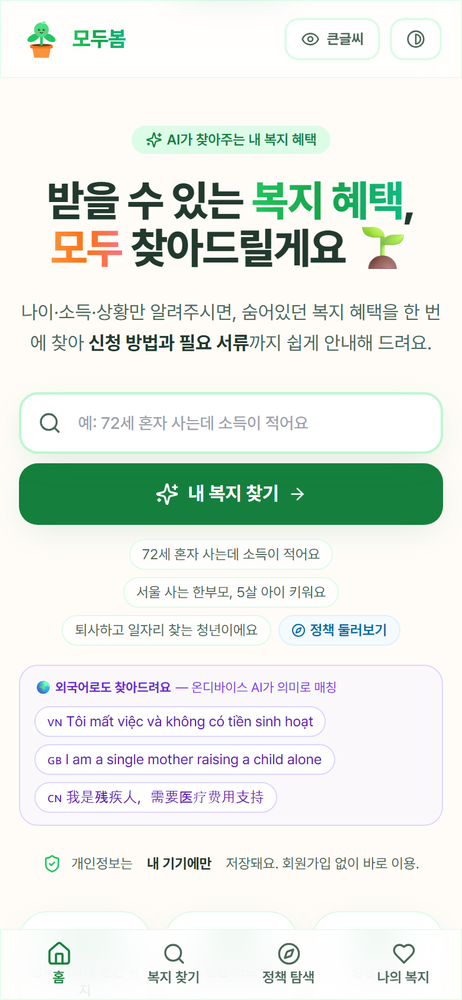 모두봄
큰글씨
AI가 찾아주는 내 복지 혜택
받을 수 있는 복지 혜택,
모두 찾아드릴게요
나이·소득·상황만 알려주시면, 숨어있던 복지 혜택을 한 번
에 찾아 신청 방법과 필요 서류까지 쉽게 안내해 드려요.
예: 72세 혼자 사는데 소득이 적어요
내 복지 찾기 →
72세 혼자 사는데 소득이 적어요
서울 사는 한부모, 5살 아이 키워요
퇴사하고 일자리 찾는 청년이에요
정책 둘러보기
외국어로도 찾아드려요 — 온디바이스 AI가 의미로 매칭
VN Tôi mất việc và không có tiền sinh hoạt
GB I am a single mother raising a child alone
CN 我是残疾人，需要医疗费用支持
개인정보는 내 기기에만 저장돼요. 회원가입 없이 바로 이용.
홈
복지 찾기
정책 탐색
나의 복지